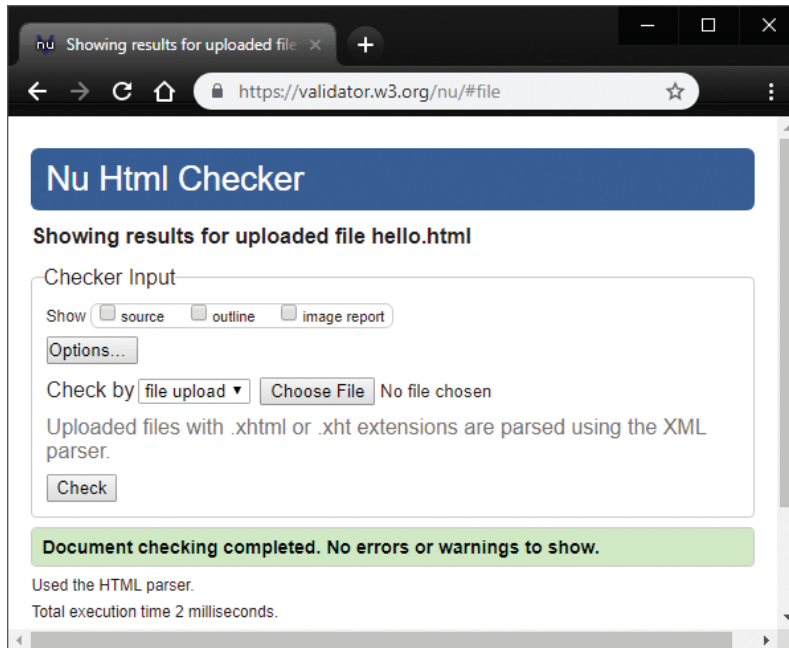 nu Showing results for uploaded file
https://validator.w3.org/nu/#file
Nu Html Checker
Showing results for uploaded file hello.html
Checker Input
Show source outline image report
Options...
Check by file upload Choose File No file chosen
Uploaded files with .xhtml or .xht extensions are parsed using the XML
parser.
Check
Document checking completed. No errors or warnings to show.
Used the HTML parser.
Total execution time 2 milliseconds.